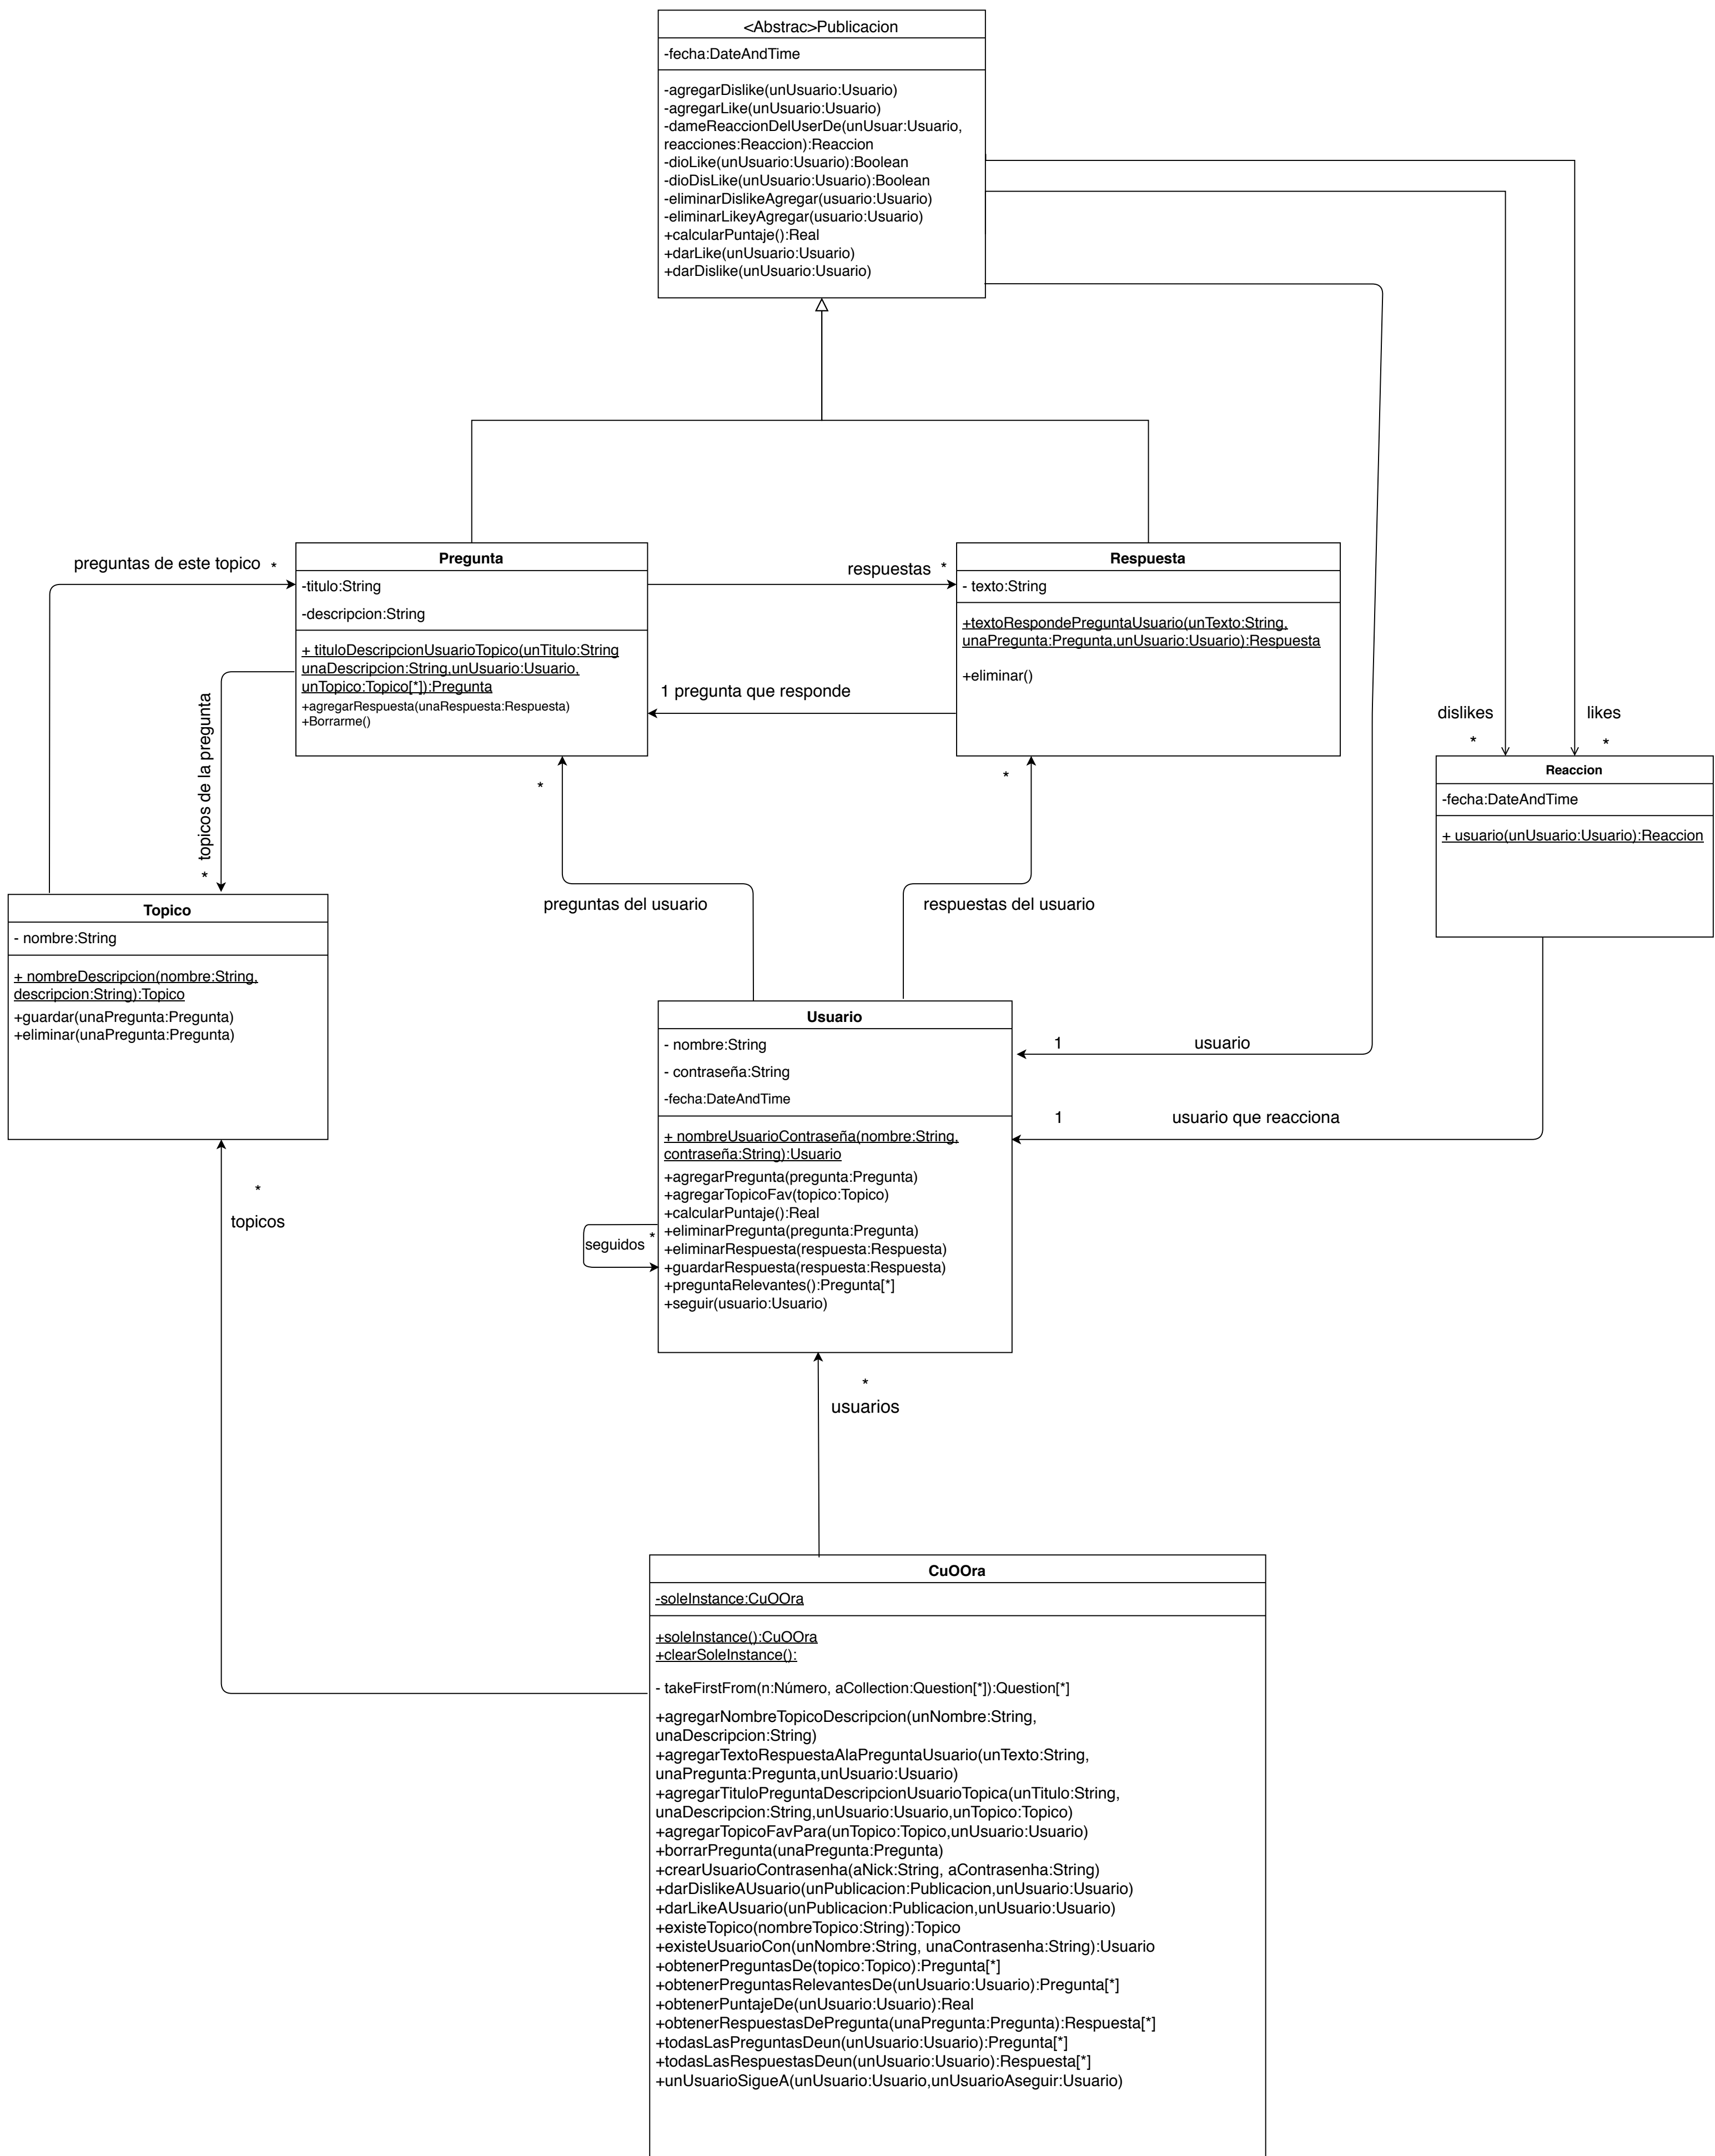 <Abstrac>Publicacion
-fecha:DateAndTime
-agregarDislike(unUsuario:Usuario)
-agregarLike(unUsuario:Usuario)
-dameReaccionDelUserDe(unUsuar:Usuario,
reacciones:Reaccion):Reaccion
-dioLike(unUsuario:Usuario):Boolean
-dioDisLike(unUsuario:Usuario):Boolean
-eliminarDislikeAgregar(usuario:Usuario)
-eliminarLikeyAgregar(usuario:Usuario)
+calcularPuntaje():Real
+darLike(unUsuario:Usuario)
+darDislike(unUsuario:Usuario)
preguntas de este topico *
Pregunta
-titulo:String
-descripcion:String
+ tituloDescripcionUsuarioTopico(unTitulo:String
unaDescripcion:String,unUsuario:Usuario,
unTopico:Topico[*]):Pregunta
+agregarRespuesta(unaRespuesta:Respuesta)
+Borrarme()
respuestas *
1 pregunta que responde
Respuesta
- texto:String
+textoRespondePreguntaUsuario(unTexto:String,
unaPregunta:Pregunta,unUsuario:Usuario):Respuesta
+eliminar()
dislikes
*
likes
*
Reaccion
-fecha:DateAndTime
+ usuario(unUsuario:Usuario):Reaccion
* topicos de la pregunta
*
preguntas del usuario
*
respuestas del usuario
Topico
- nombre:String
+ nombreDescripcion(nombre:String,
descripcion:String):Topico
+guardar(unaPregunta:Pregunta)
+eliminar(unaPregunta:Pregunta)
Usuario
- nombre:String
- contraseña:String
-fecha:DateAndTime
+ nombreUsuarioContraseña(nombre:String,
contraseña:String):Usuario
+agregarPregunta(pregunta:Pregunta)
+agregarTopicoFav(topico:Topico)
+calcularPuntaje():Real
+eliminarPregunta(pregunta:Pregunta)
+eliminarRespuesta(respuesta:Respuesta)
+guardarRespuesta(respuesta:Respuesta)
+preguntaRelevantes():Pregunta[*]
+seguir(usuario:Usuario)
1 usuario
1 usuario que reacciona
seguidos *
*
topicos
*
usuarios
CuOOra
-soleInstance:CuOOra
+soleInstance():CuOOra
+clearSoleInstance():
- takeFirstFrom(n:Número, aCollection:Question[*]):Question[*]
+agregarNombreTopicoDescripcion(unNombre:String,
unaDescripcion:String)
+agregarTextoRespuestaAlaPreguntaUsuario(unTexto:String,
unaPregunta:Pregunta,unUsuario:Usuario)
+agregarTituloPreguntaDescripcionUsuarioTopica(unTitulo:String,
unaDescripcion:String,unUsuario:Usuario,unTopico:Topico)
+agregarTopicoFavPara(unTopico:Topico,unUsuario:Usuario)
+borrarPregunta(unaPregunta:Pregunta)
+crearUsuarioContrasenha(aNick:String, aContrasenha:String)
+darDislikeAUsuario(unPublicacion:Publicacion,unUsuario:Usuario)
+darLikeAUsuario(unPublicacion:Publicacion,unUsuario:Usuario)
+existeTopico(nombreTopico:String):Topico
+existeUsuarioCon(unNombre:String, unaContrasenha:String):Usuario
+obtenerPreguntasDe(topico:Topico):Pregunta[*]
+obtenerPreguntasRelevantesDe(unUsuario:Usuario):Pregunta[*]
+obtenerPuntajeDe(unUsuario:Usuario):Real
+obtenerRespuestasDePregunta(unaPregunta:Pregunta):Respuesta[*]
+todasLasPreguntasDeun(unUsuario:Usuario):Pregunta[*]
+todasLasRespuestasDeun(unUsuario:Usuario):Respuesta[*]
+unUsuarioSigueA(unUsuario:Usuario,unUsuarioAseguir:Usuario)